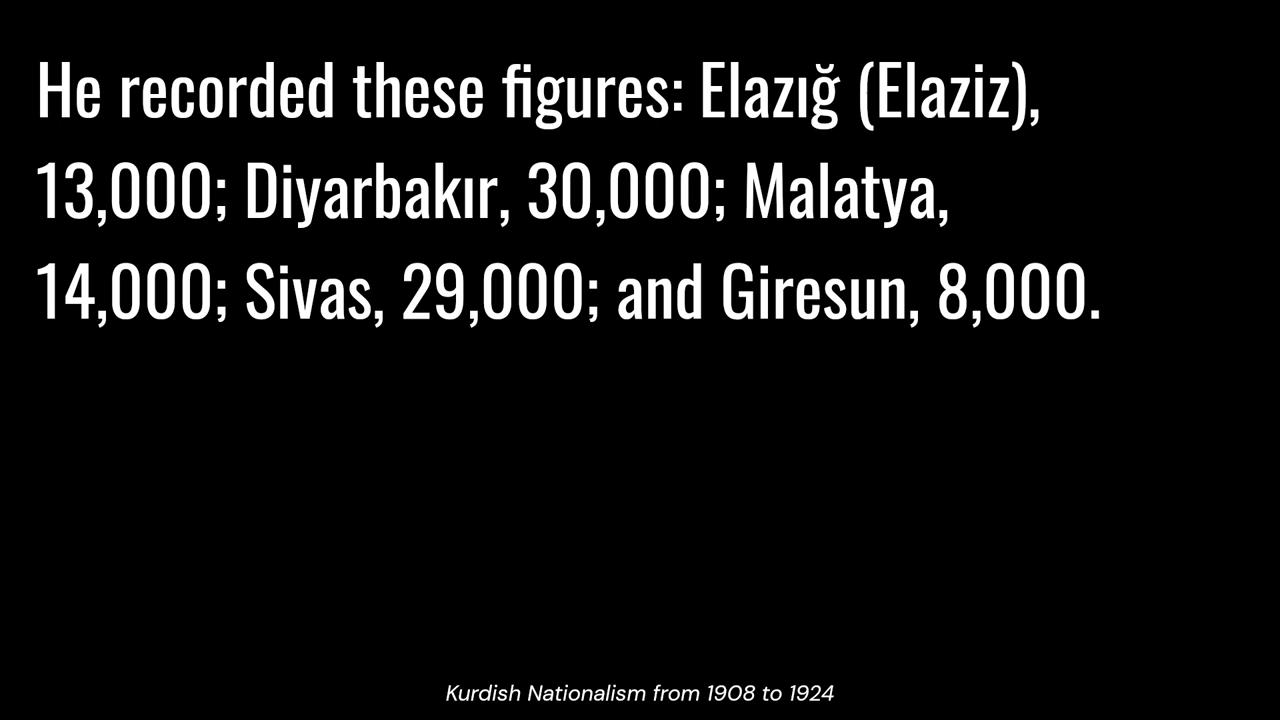 He recorded these figures: Elazığ (Elaziz),
13,000; Diyarbakır, 30,000; Malatya,
14,000; Sivas, 29,000; and Giresun, 8,000.
Kurdish Nationalism from 1908 to 1924